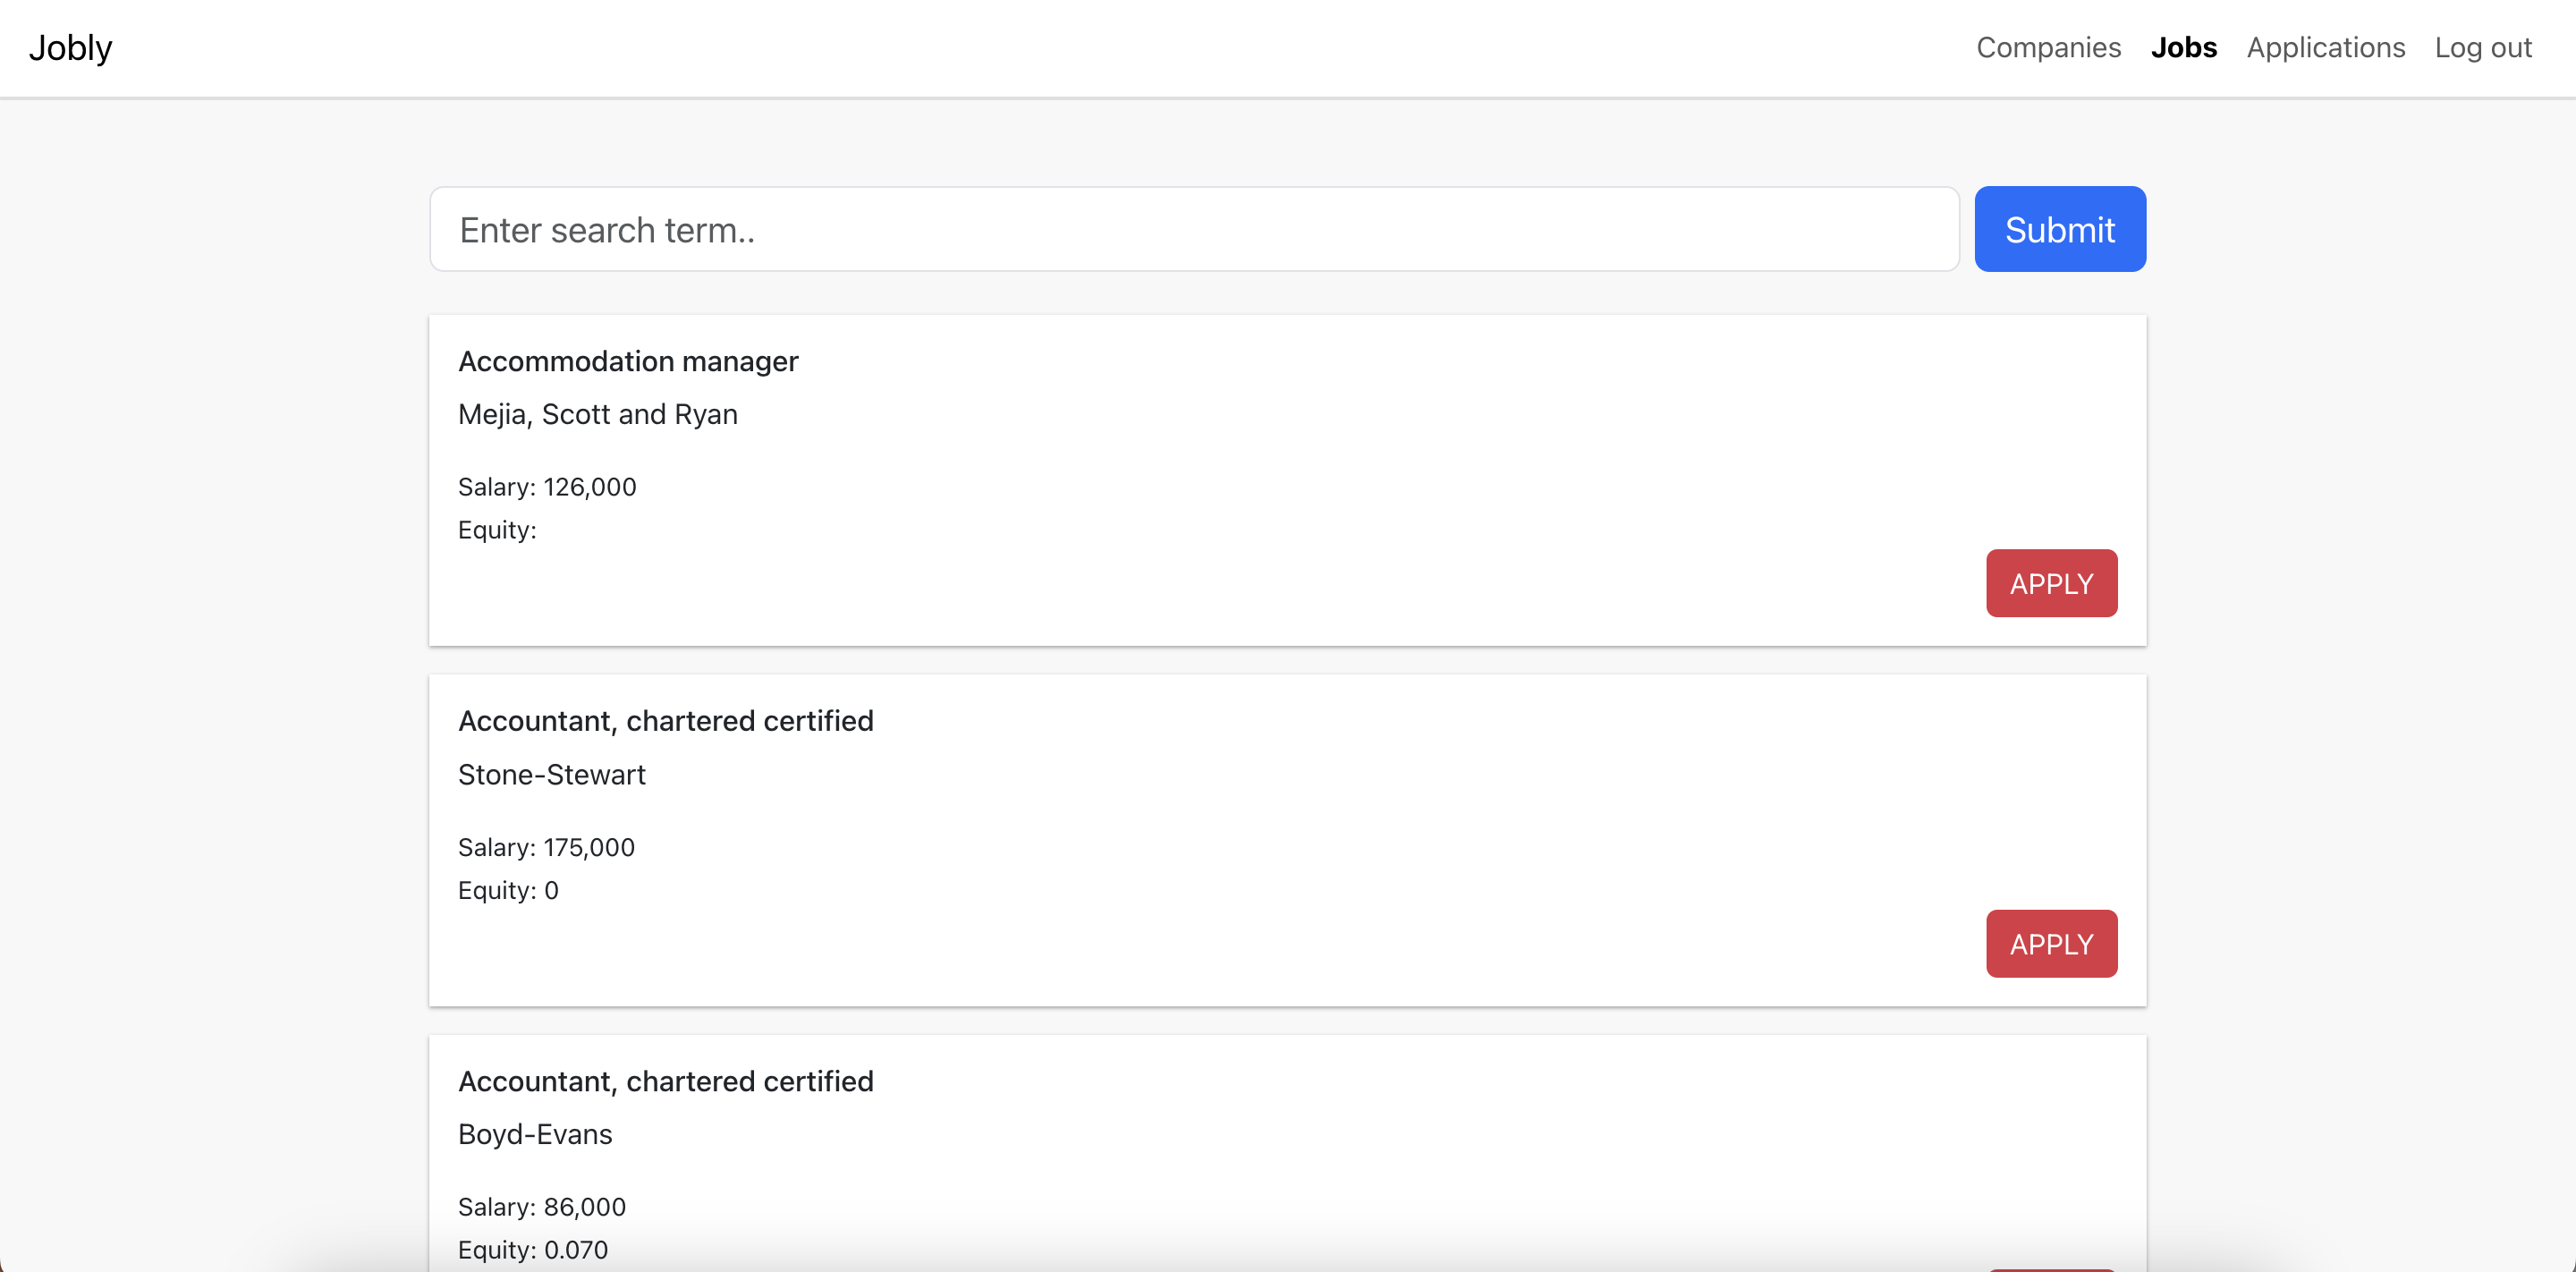 Jobly
Companies Jobs Applications Log out
Enter search term..
Submit
Accommodation manager
Mejia, Scott and Ryan
Salary: 126,000
Equity:
APPLY
Accountant, chartered certified
Stone-Stewart
Salary: 175,000
Equity: 0
APPLY
Accountant, chartered certified
Boyd-Evans
Salary: 86,000
Equity: 0.070